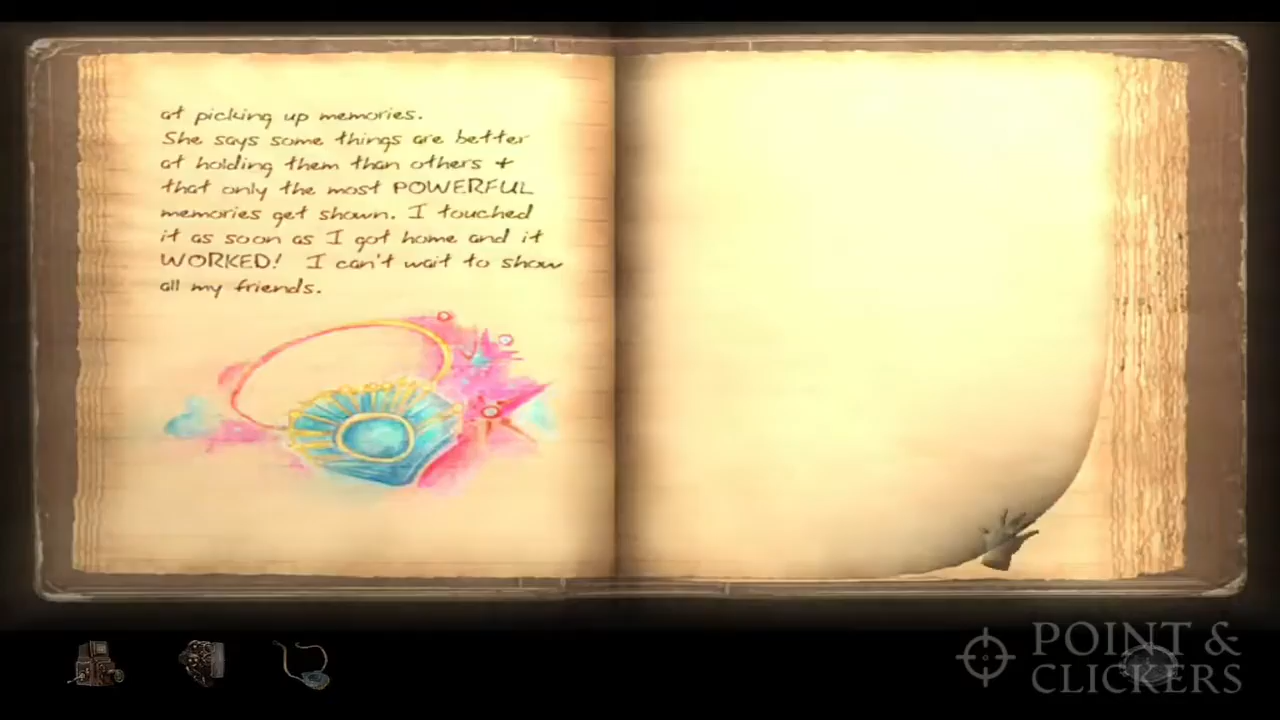 at picking up memories.
She says some things are better
at holding them than others +
that only the most POWERFUL
memories get shown. I touched
it as soon as I got home and it
WORKED! I can't wait to show
all my friends.
POINT &
CLICKERS